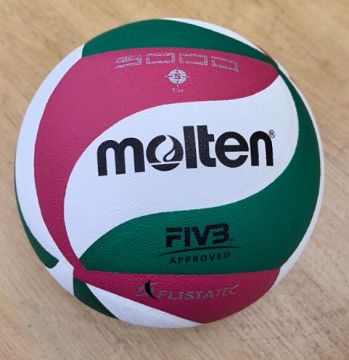 5000
S
molten
FIVB
APPROVED
FLISTATEC